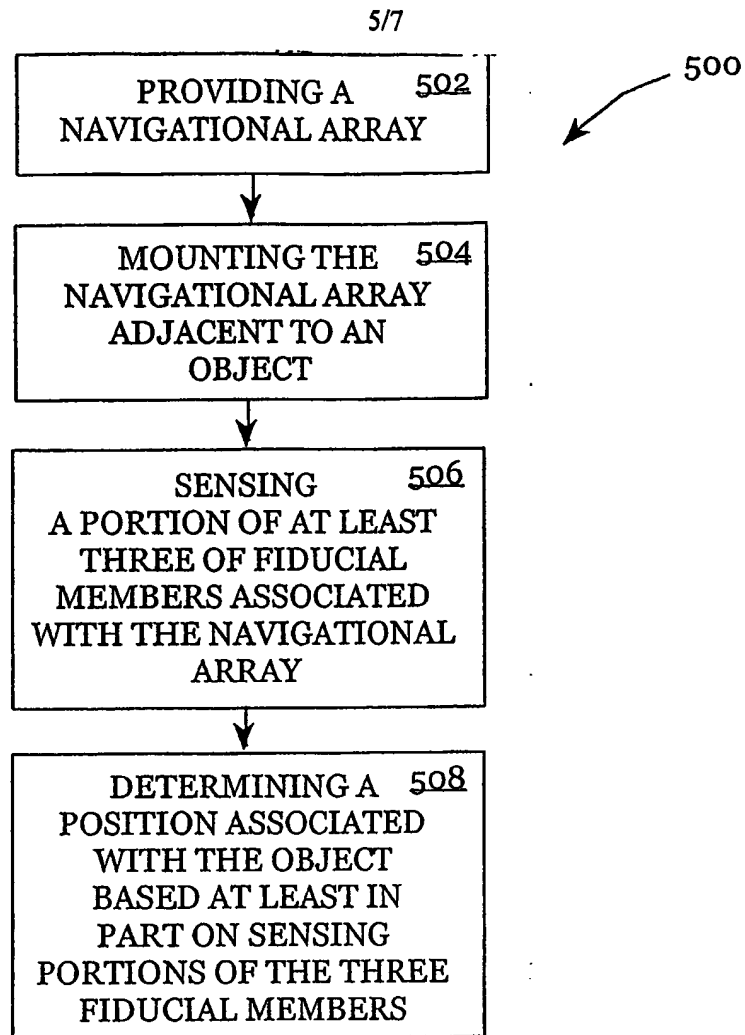 5/7
500
PROVIDING A 502
NAVIGATIONAL ARRAY
MOUNTING THE 504
NAVIGATIONAL ARRAY
ADJACENT TO AN
OBJECT
SENSING 506
A PORTION OF AT LEAST
THREE OF FIDUCIAL
MEMBERS ASSOCIATED
WITH THE NAVIGATIONAL
ARRAY
DETERMINING A 508
POSITION ASSOCIATED
WITH THE OBJECT
BASED AT LEAST IN
PART ON SENSING
PORTIONS OF THE THREE
FIDUCIAL MEMBERS